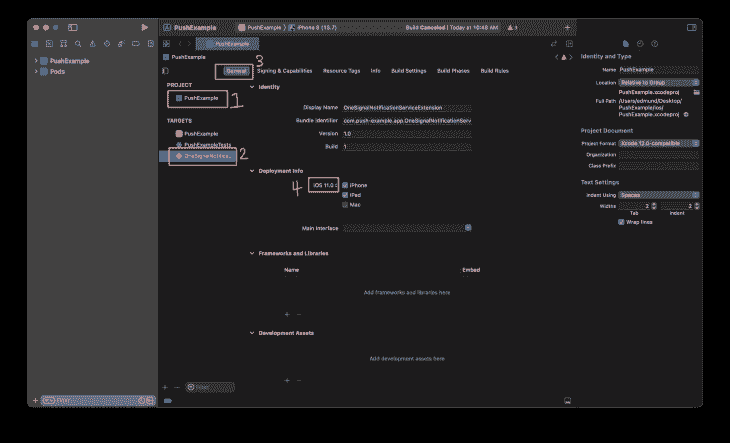 PushExample
PushExample
iPhone 8 (13.7)
Build Canceled | Today at 10:48 AM
1
PushExample
Pods
PushExample
PushExample
3
General
Signing & Capabilities
Resource Tags
Info
Build Settings
Build Phases
Build Rules
PROJECT
PushExample
1
TARGETS
PushExample
PushExampleTests
OneSignalNotific...
2
Identity
Display Name
OneSignalNotificationServiceExtension
Bundle Identifier
com.push-example.app.OneSignalNotificationServ
Version
1.0
Build
1
Deployment Info
4
iOS 11.0
iPhone
iPad
Mac
Main Interface
Frameworks and Libraries
Name
Embed
Add frameworks and libraries here
Development Assets
Add development assets here
Filter
Filter
Identity and Type
Name
PushExample
Location
Relative to Group
PushExample.xcodeproj
Full Path
/Users/edmund/Desktop/
PushExample/ios/
PushExample.xcodeproj
Project Document
Project Format
Xcode 12.0-compatible
Organization
Class Prefix
Text Settings
Indent Using
Spaces
Widths
2
2
Tab
Indent
Wrap lines